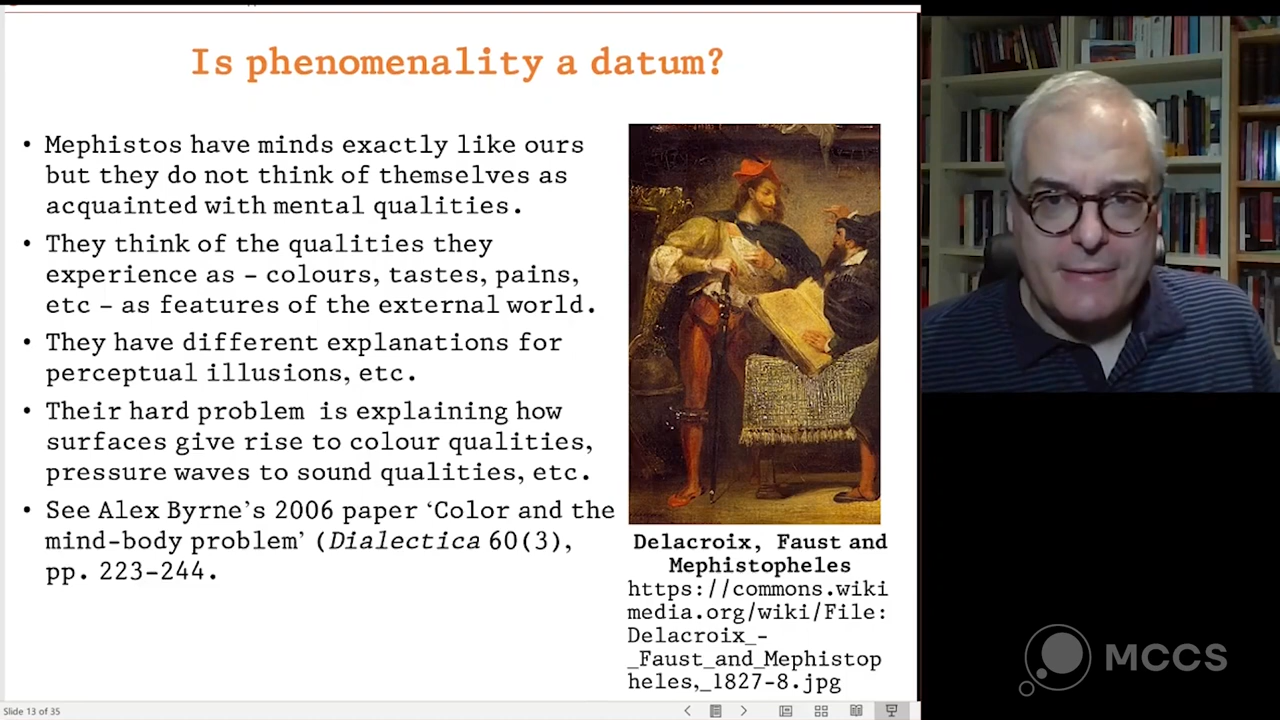 Is phenomenality a datum?
• Mephistos have minds exactly like ours
but they do not think of themselves as
acquainted with mental qualities.
• They think of the qualities they
experience as – colours, tastes, pains,
etc – as features of the external world.
• They have different explanations for
perceptual illusions, etc.
• Their hard problem is explaining how
surfaces give rise to colour qualities,
pressure waves to sound qualities, etc.
• See Alex Byrne's 2006 paper ‘Color and the
mind-body problem’ (Dialectica 60(3),
pp. 223-244.
Delacroix, Faust and
Mephistopheles
https://commons.wiki
media.org/wiki/File:
Delacroix_-
_Faust_and_Mephistop
heles,_1827-8.jpg
MCCS
Slide 13 of 35